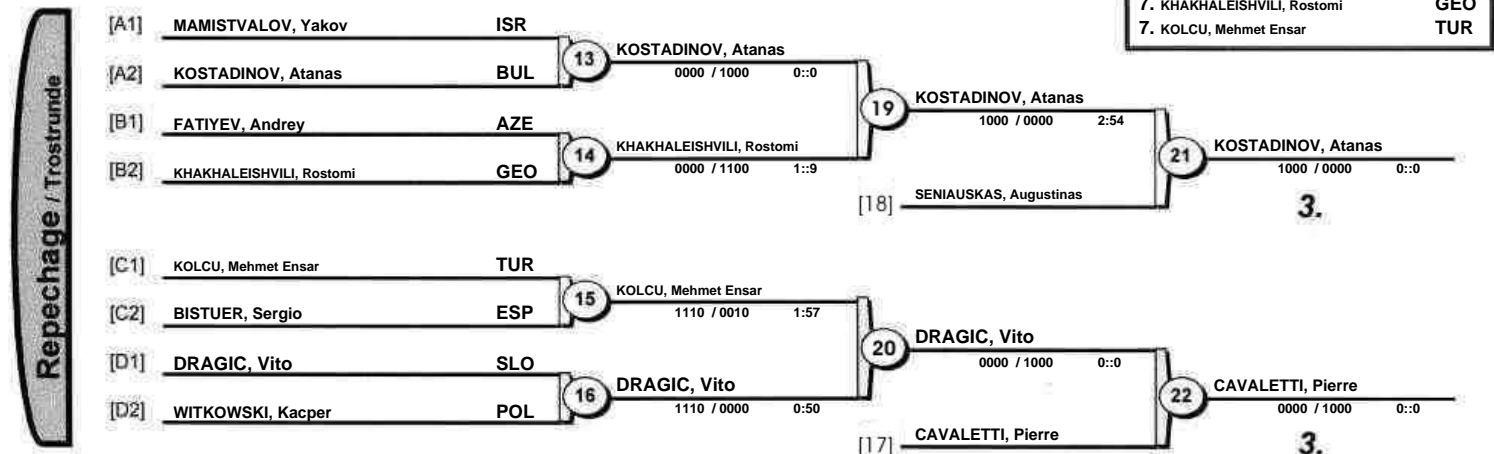 7. KHAKHALEISHVILI, Rostomi GEO
7. KOLCU, Mehmet Ensar TUR
Repechage / Trostrunde
[A1] MAMISTVALOV, Yakov ISR
[A2] KOSTADINOV, Atanas BUL
13 KOSTADINOV, Atanas
0000 / 1000 0::0
[B1] FATIYEV, Andrey AZE
[B2] KHAKHALEISHVILI, Rostomi GEO
14 KHAKHALEISHVILI, Rostomi
0000 / 1100 1::9
19 KOSTADINOV, Atanas
1000 / 0000 2:54
[18] SENIAUSKAS, Augustinas
21 KOSTADINOV, Atanas
1000 / 0000 0::0
3.
[C1] KOLCU, Mehmet Ensar TUR
[C2] BISTUER, Sergio ESP
15 KOLCU, Mehmet Ensar
1110 / 0010 1:57
[D1] DRAGIC, Vito SLO
[D2] WITKOWSKI, Kacper POL
16 DRAGIC, Vito
1110 / 0000 0:50
20 DRAGIC, Vito
0000 / 1000 0::0
[17] CAVALETTI, Pierre
22 CAVALETTI, Pierre
0000 / 1000 0::0
3.